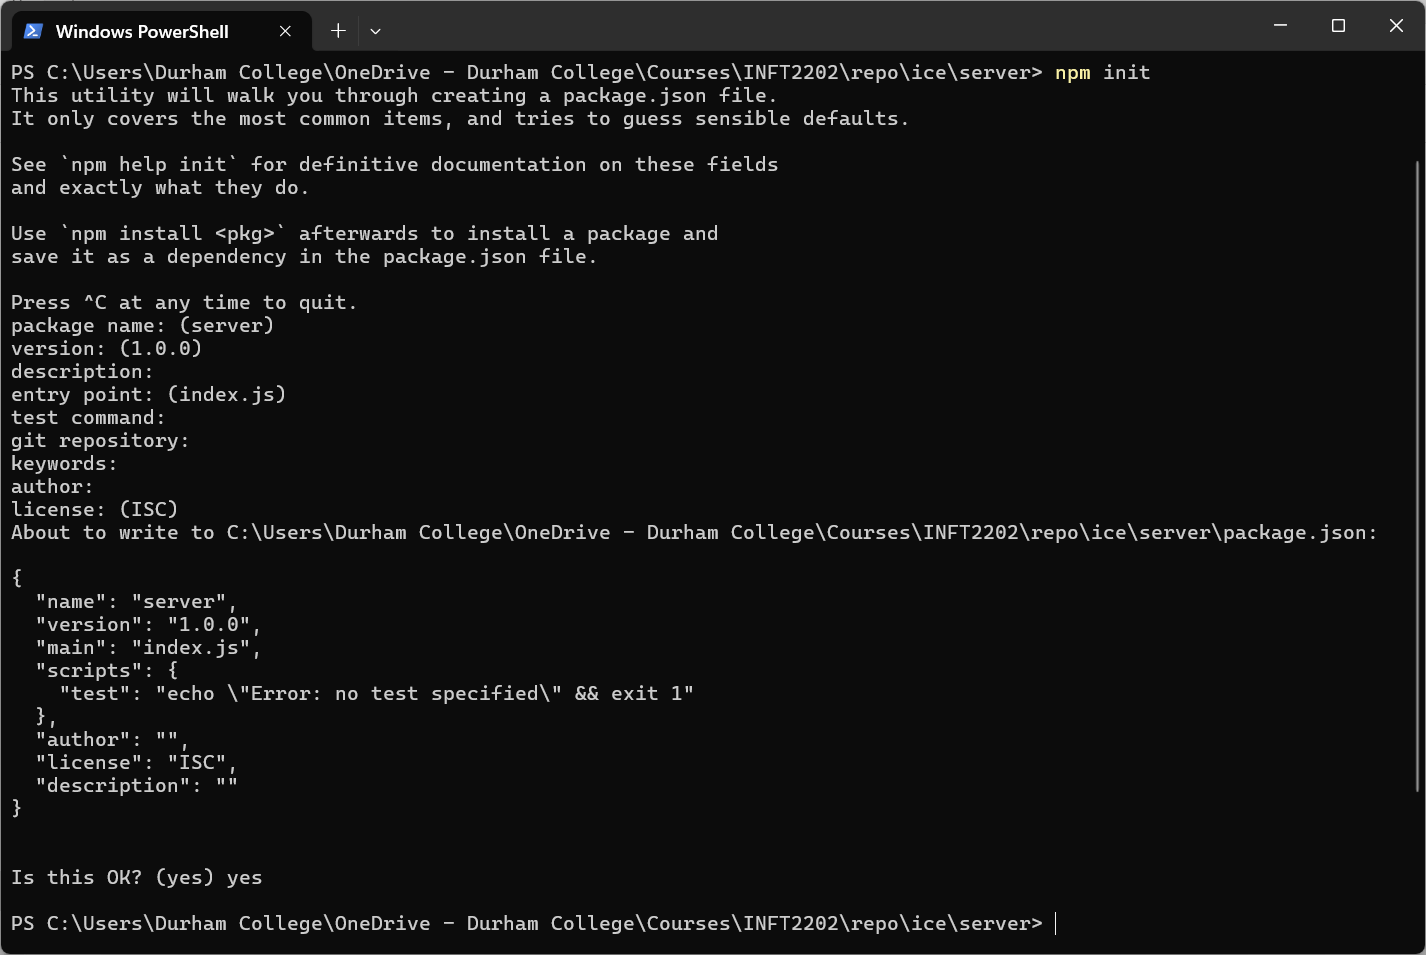 Windows PowerShell
PS C:\Users\Durham College\OneDrive - Durham College\Courses\INFT2202\repo\ice\server> npm init
This utility will walk you through creating a package.json file.
It only covers the most common items, and tries to guess sensible defaults.
See `npm help init` for definitive documentation on these fields
and exactly what they do.
Use `npm install <pkg>` afterwards to install a package and
save it as a dependency in the package.json file.
Press ^C at any time to quit.
package name: (server)
version: (1.0.0)
description:
entry point: (index.js)
test command:
git repository:
keywords:
author:
license: (ISC)
About to write to C:\Users\Durham College\OneDrive - Durham College\Courses\INFT2202\repo\ice\server\package.json:
{
  "name": "server",
  "version": "1.0.0",
  "main": "index.js",
  "scripts": {
    "test": "echo \"Error: no test specified\" && exit 1"
  },
  "author": "",
  "license": "ISC",
  "description": ""
}
Is this OK? (yes) yes
PS C:\Users\Durham College\OneDrive - Durham College\Courses\INFT2202\repo\ice\server>